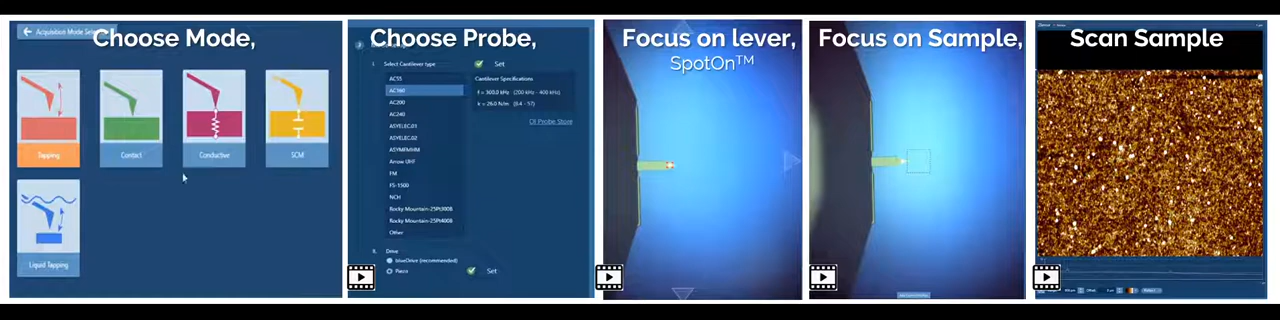 Choose Mode,
Acquisition Mode Sele
Tapping
Contact
Conductive
SCM
Liquid Tapping
Choose Probe,
I. Select Cantilever type
Set
AC55
AC160
AC200
AC240
ASYELEC.01
ASYELEC.02
ASYMFMHM
Arrow UHF
FM
FS-1500
NCH
Rocky Mountain-25Pt300B
Rocky Mountain-25Pt400B
Other
Cantilever Specifications
f = 300.0 kHz (200 kHz - 400 kHz)
k = 26.0 N/m (8.4 - 57)
OI Probe Store
II. Drive
blueDrive (recommended)
Piezo
Set
Focus on lever,
SpotOn™
Focus on Sample,
Scan Sample